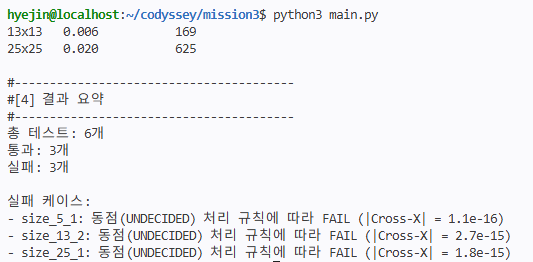 hyejin@localhost:~/codyssey/mission3$ python3 main.py
13x13   0.006           169
25x25   0.020           625
#----------------------------------------
#[4] 결과 요약
#----------------------------------------
총 테스트: 6개
통과: 3개
실패: 3개
실패 케이스:
- size_5_1: 동점(UNDECIDED) 처리 규칙에 따라 FAIL (|Cross-X| = 1.1e-16)
- size_13_2: 동점(UNDECIDED) 처리 규칙에 따라 FAIL (|Cross-X| = 2.7e-15)
- size_25_1: 동점(UNDECIDED) 처리 규칙에 따라 FAIL (|Cross-X| = 1.8e-15)